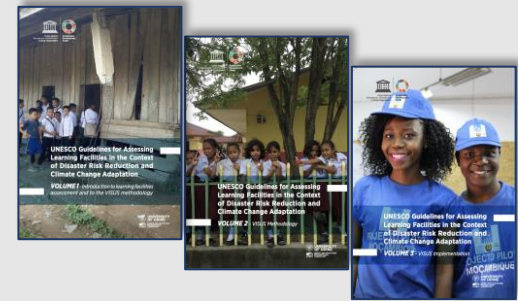 UNESCO Guidelines for Assessing
Learning Facilities in the Context
of Disaster Risk Reduction and
Climate Change Adaptation
VOLUME 1 - Introduction to learning facilities
assessment and to the VISUS methodology
UNESCO Guidelines for Assessing
Learning Facilities in the Context
of Disaster Risk Reduction and
Climate Change Adaptation
VOLUME 2 - VISUS Methodology
UNESCO Guidelines for Assessing
Learning Facilities in the Context
of Disaster Risk Reduction and
Climate Change Adaptation
VOLUME 3 - VISUS Implementation
MOÇAMBIQUE